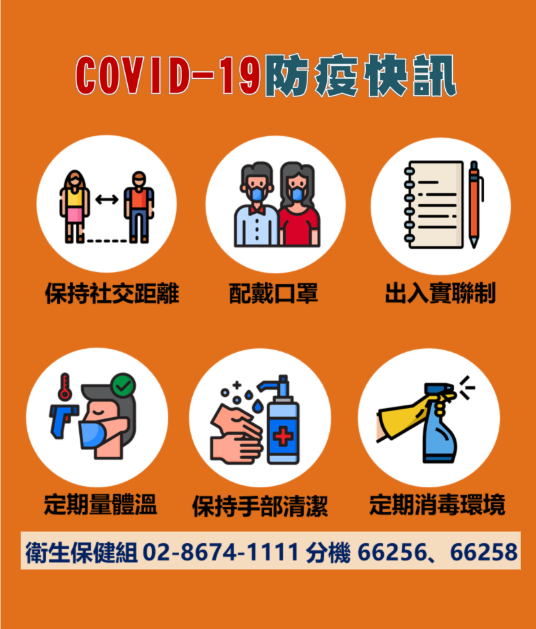 COVID-19防疫快訊
保持社交距離
配戴口罩
出入實聯制
定期量體溫
保持手部清潔
定期消毒環境
衛生保健組 02-8674-1111 分機 66256、66258